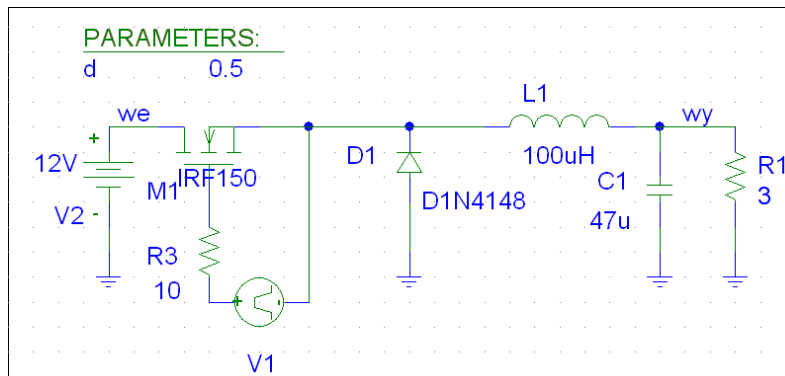 PARAMETERS:
d 0.5
we
L1
wy
12V
M1
IRF150
D1
100uH
C1
R1
3
V2
D1N4148
47u
R3
10
V1